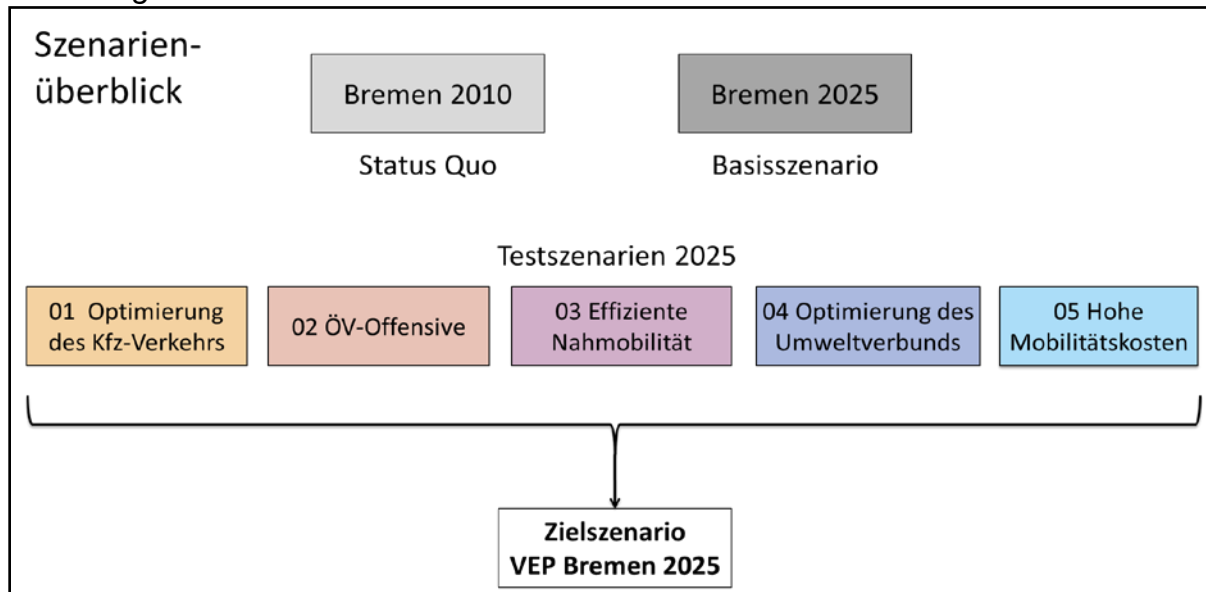 Szenarien-
überblick
Bremen 2010
Bremen 2025
Status Quo
Basisszenario
Testszenarien 2025
01 Optimierung
des Kfz-Verkehrs
02 ÖV-Offensive
03 Effiziente
Nahmobilität
04 Optimierung des
Umweltverbunds
05 Hohe
Mobilitätskosten
Zielszenario
VEP Bremen 2025